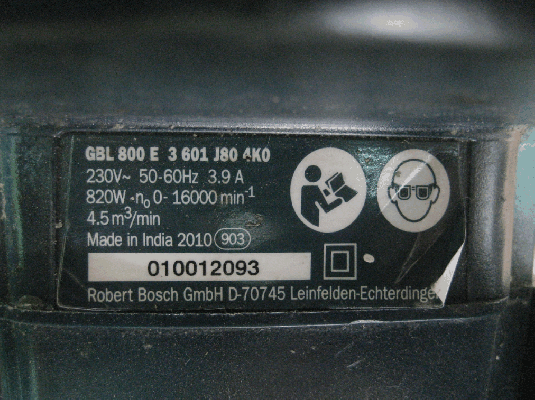 GBL 800 E 3 601 J80 4K0
230V~ 50-60Hz 3.9 A
820W •n₀ 0- 16000 min⁻¹
4.5 m³/min
Made in India 2010 903
010012093
Robert Bosch GmbH D-70745 Leinfelden-Echterdinge